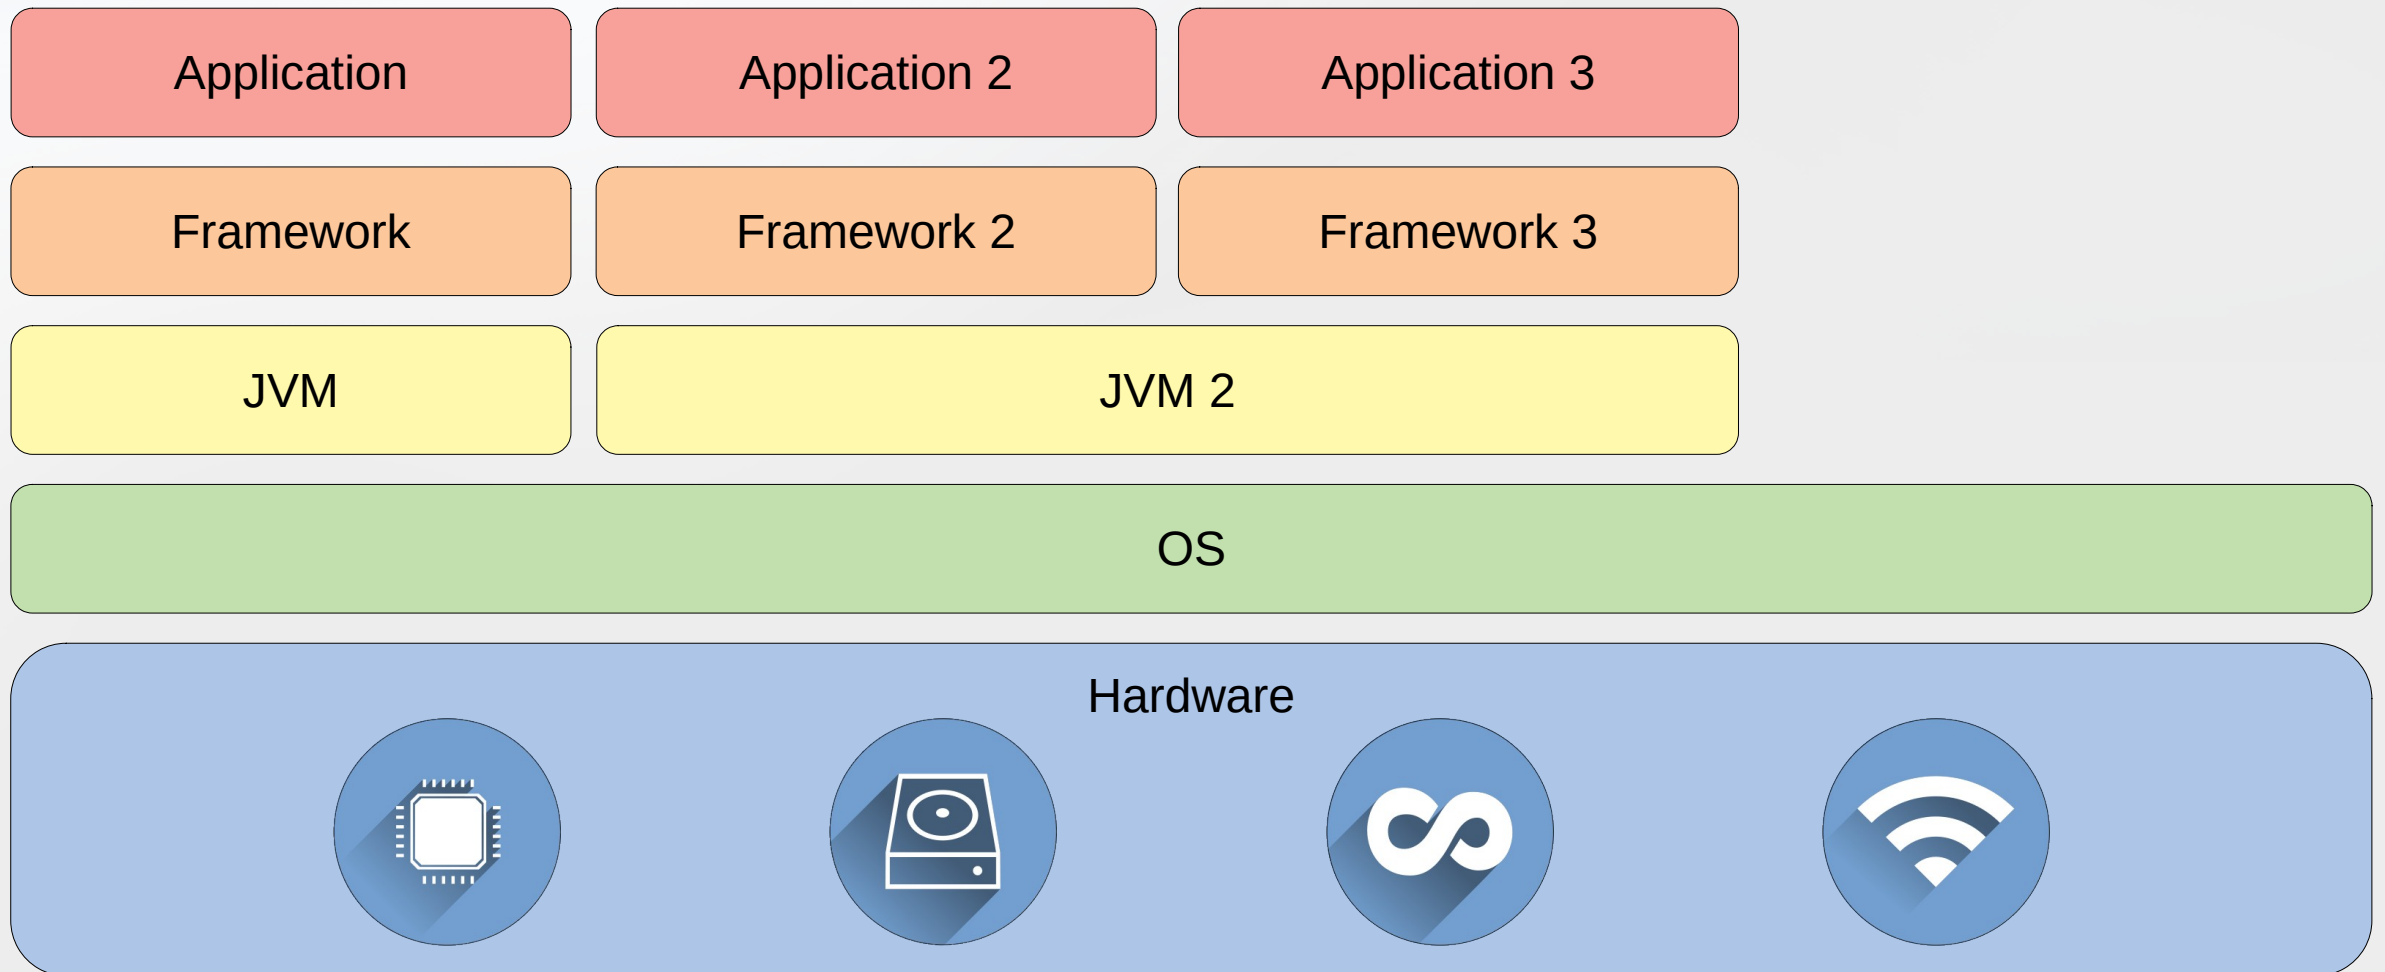 Application
Application 2
Application 3
Framework
Framework 2
Framework 3
JVM
JVM 2
OS
Hardware